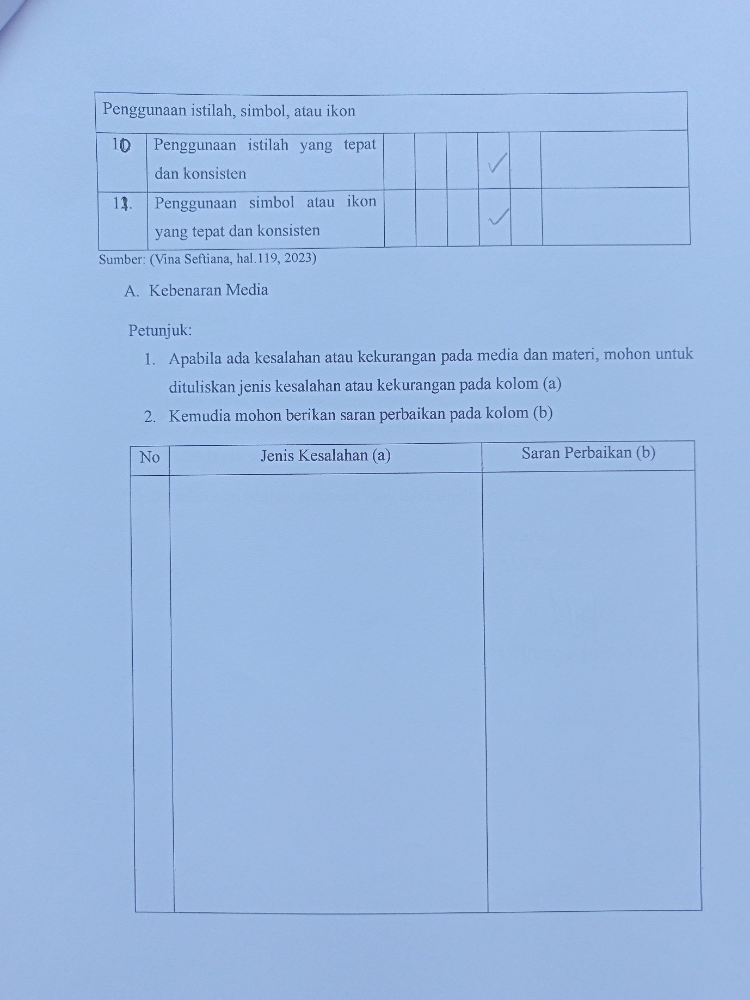 Penggunaan istilah, simbol, atau ikon
10 Penggunaan istilah yang tepat
dan konsisten
11. Penggunaan simbol atau ikon
yang tepat dan konsisten
Sumber: (Vina Seftiana, hal.119, 2023)
A. Kebenaran Media
Petunjuk:
1. Apabila ada kesalahan atau kekurangan pada media dan materi, mohon untuk
dituliskan jenis kesalahan atau kekurangan pada kolom (a)
2. Kemudia mohon berikan saran perbaikan pada kolom (b)
No Jenis Kesalahan (a) Saran Perbaikan (b)